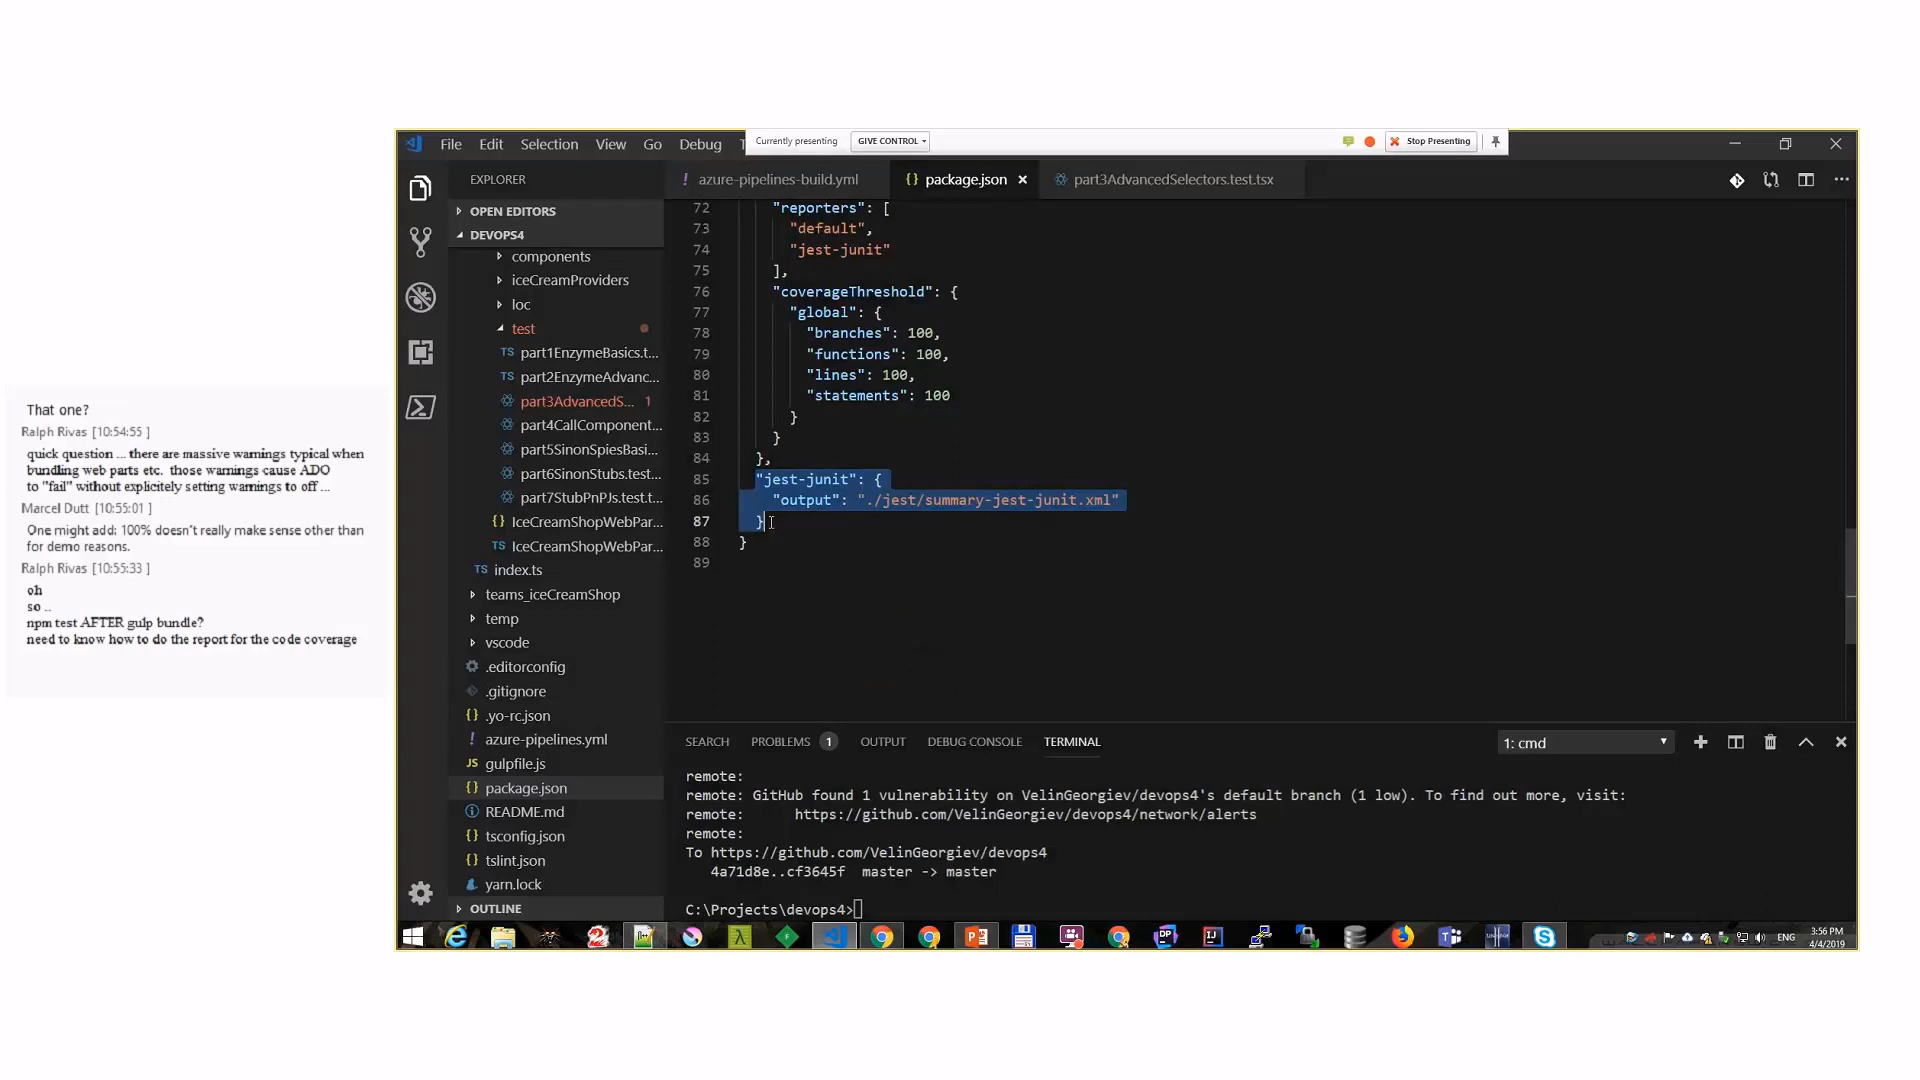 That one?
Ralph Rivas [10:54:55 ]
quick question ... there are massive warnings typical when
bundling web parts etc.  those warnings cause ADO
to "fail" without explicitely setting warnings to off ...
Marcel Dutt [10:55:01 ]
One might add: 100% doesn't really make sense other than
for demo reasons.
Ralph Rivas [10:55:33 ]
oh
so ..
npm test AFTER gulp bundle?
need to know how to do the report for the code coverage
File Edit Selection View Go Debug
Currently presenting GIVE CONTROL Stop Presenting
EXPLORER
OPEN EDITORS
DEVOPS4
components
iceCreamProviders
loc
test
TS part1EnzymeBasics.t...
TS part2EnzymeAdvanc...
part3AdvancedS... 1
part4CallComponent...
part5SinonSpiesBasi...
part6SinonStubs.test...
part7StubPnPJs.test.t...
{} IceCreamShopWebPar...
TS IceCreamShopWebPar...
TS index.ts
teams_iceCreamShop
temp
vscode
.editorconfig
.gitignore
{} .yo-rc.json
! azure-pipelines.yml
JS gulpfile.js
{} package.json
README.md
{} tsconfig.json
{} tslint.json
yarn.lock
OUTLINE
! azure-pipelines-build.yml {} package.json part3AdvancedSelectors.test.tsx
72 "reporters": [
73 "default",
74 "jest-junit"
75 ],
76 "coverageThreshold": {
77 "global": {
78 "branches": 100,
79 "functions": 100,
80 "lines": 100,
81 "statements": 100
82 }
83 }
84 },
85 "jest-junit": {
86 "output": "./jest/summary-jest-junit.xml"
87 }
88 }
89
SEARCH PROBLEMS 1 OUTPUT DEBUG CONSOLE TERMINAL 1: cmd
remote:
remote: GitHub found 1 vulnerability on VelinGeorgiev/devops4's default branch (1 low). To find out more, visit:
remote:      https://github.com/VelinGeorgiev/devops4/network/alerts
remote:
To https://github.com/VelinGeorgiev/devops4
4a71d8e..cf3645f  master -> master
C:\Projects\devops4>
ENG
3:56 PM
4/4/2019